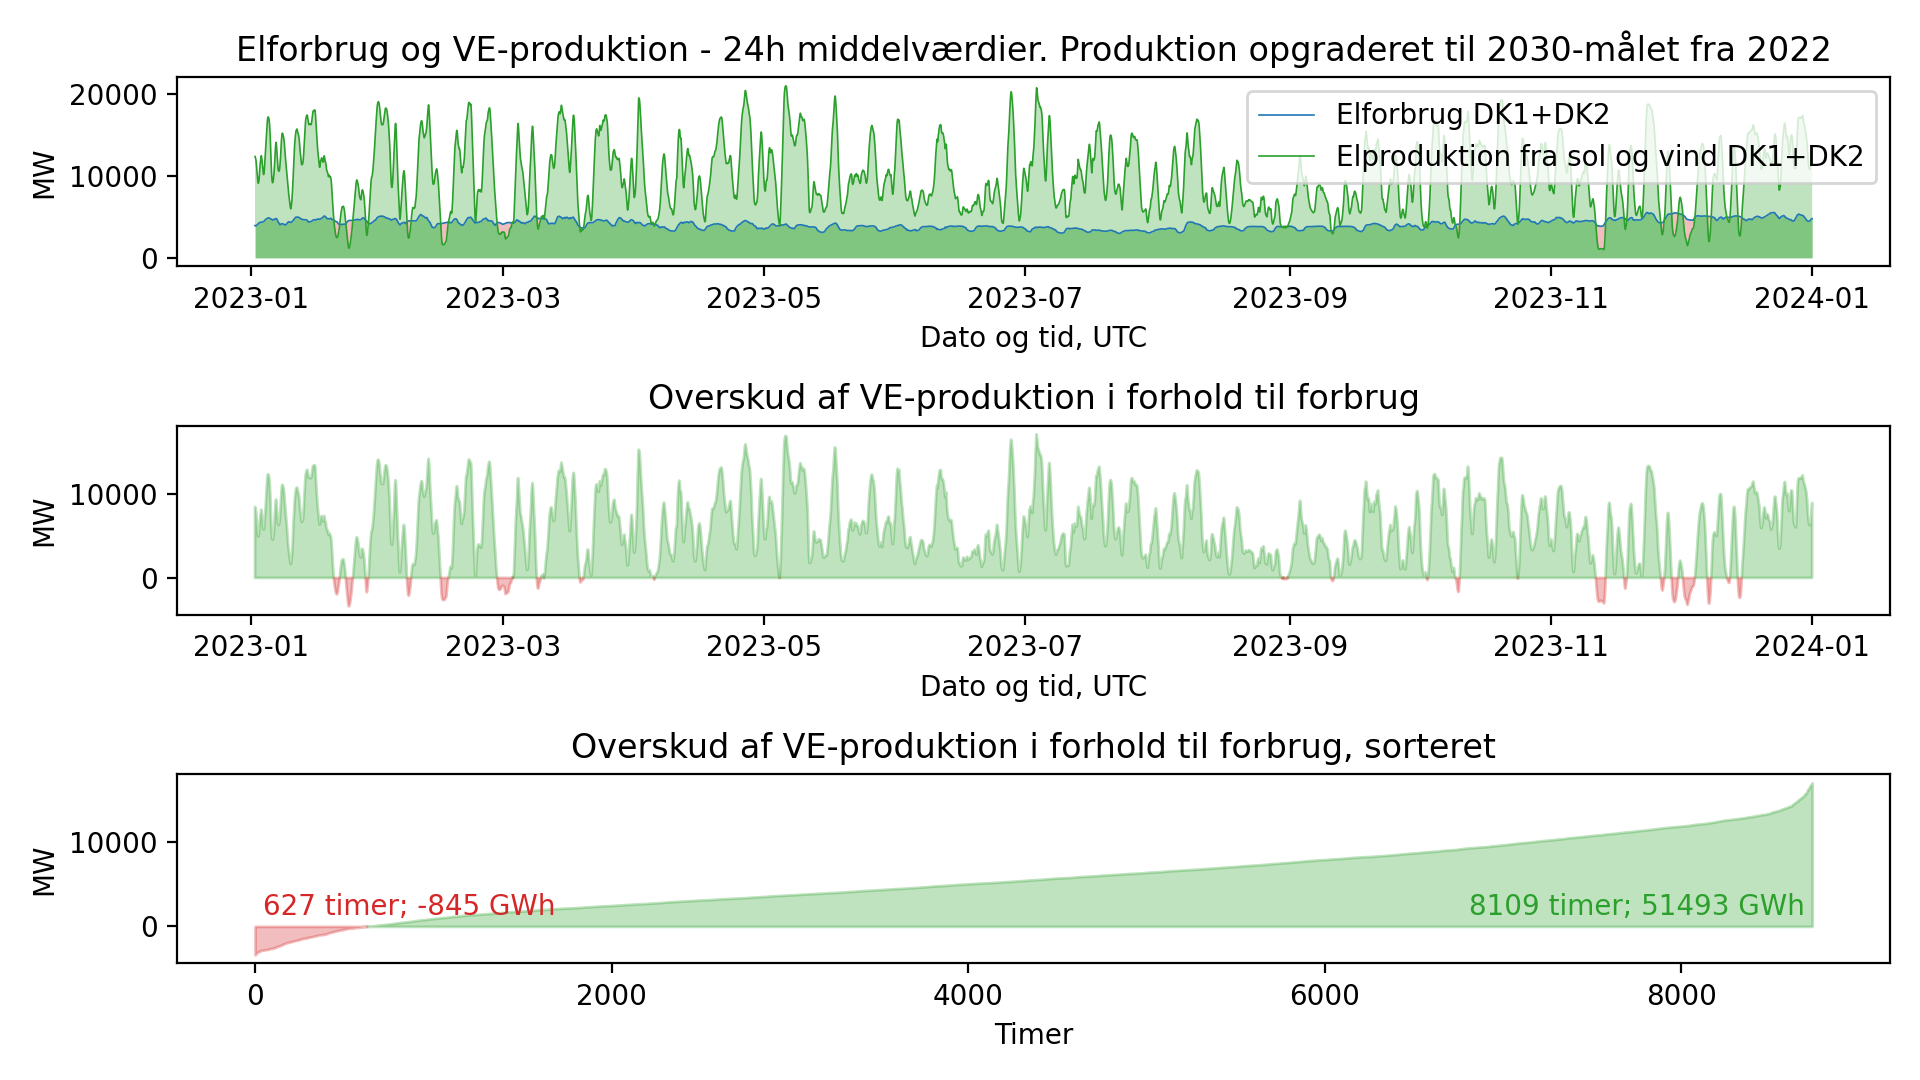 Elforbrug og VE-produktion - 24h middelværdier. Produktion opgraderet til 2030-målet fra 2022
20000
10000
0
MW
Elforbrug DK1+DK2
Elproduktion fra sol og vind DK1+DK2
2023-01 2023-03 2023-05 2023-07 2023-09 2023-11 2024-01
Dato og tid, UTC
Overskud af VE-produktion i forhold til forbrug
10000
0
MW
2023-01 2023-03 2023-05 2023-07 2023-09 2023-11 2024-01
Dato og tid, UTC
Overskud af VE-produktion i forhold til forbrug, sorteret
10000
0
MW
627 timer; -845 GWh
8109 timer; 51493 GWh
0 2000 4000 6000 8000
Timer